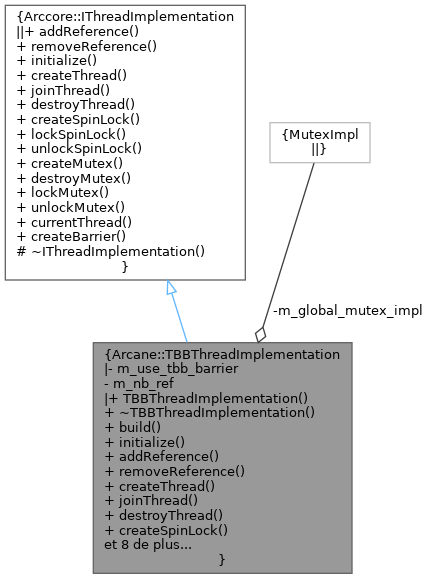 {Arccore::IThreadImplementation
||+ addReference()
+ removeReference()
+ initialize()
+ createThread()
+ joinThread()
+ destroyThread()
+ createSpinLock()
+ lockSpinLock()
+ unlockSpinLock()
+ createMutex()
+ destroyMutex()
+ lockMutex()
+ unlockMutex()
+ currentThread()
+ createBarrier()
# ~IThreadImplementation()
}
{MutexImpl
||}
-m_global_mutex_impl
{Arcane::TBBThreadImplementation
|- m_use_tbb_barrier
- m_nb_ref
|+ TBBThreadImplementation()
+ ~TBBThreadImplementation()
+ build()
+ initialize()
+ addReference()
+ removeReference()
+ createThread()
+ joinThread()
+ destroyThread()
+ createSpinLock()
et 8 de plus...
}